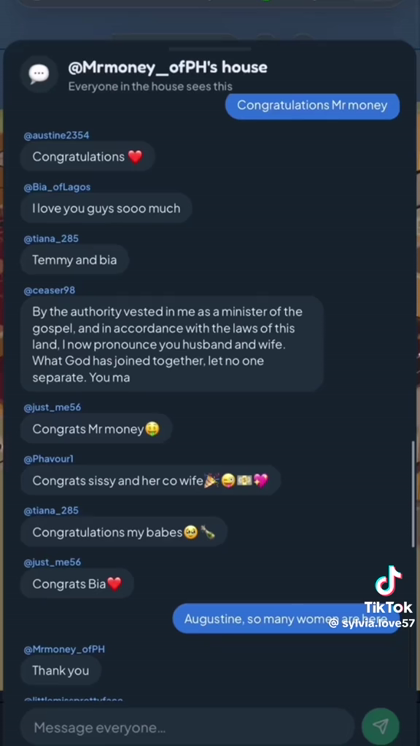 @Mrmoney_ofPH's house
Everyone in the house sees this
Congratulations Mr money
@austine2354
Congratulations ❤️
@Bia_ofLagos
I love you guys sooo much
@tiana_285
Temmy and bia
@ceaser98
By the authority vested in me as a minister of the
gospel, and in accordance with the laws of this
land, I now pronounce you husband and wife.
What God has joined together, let no one
separate. You ma
@just_me56
Congrats Mr money🤑
@Phavour1
Congrats sissy and her co wife🎉😜💵💖
@tiana_285
Congratulations my babes🥹🍾
@just_me56
Congrats Bia❤️
Augustine, so many women are here
TikTok
@ sylvia.love57
@Mrmoney_ofPH
Thank you
@littlemissprettyface
Message everyone...